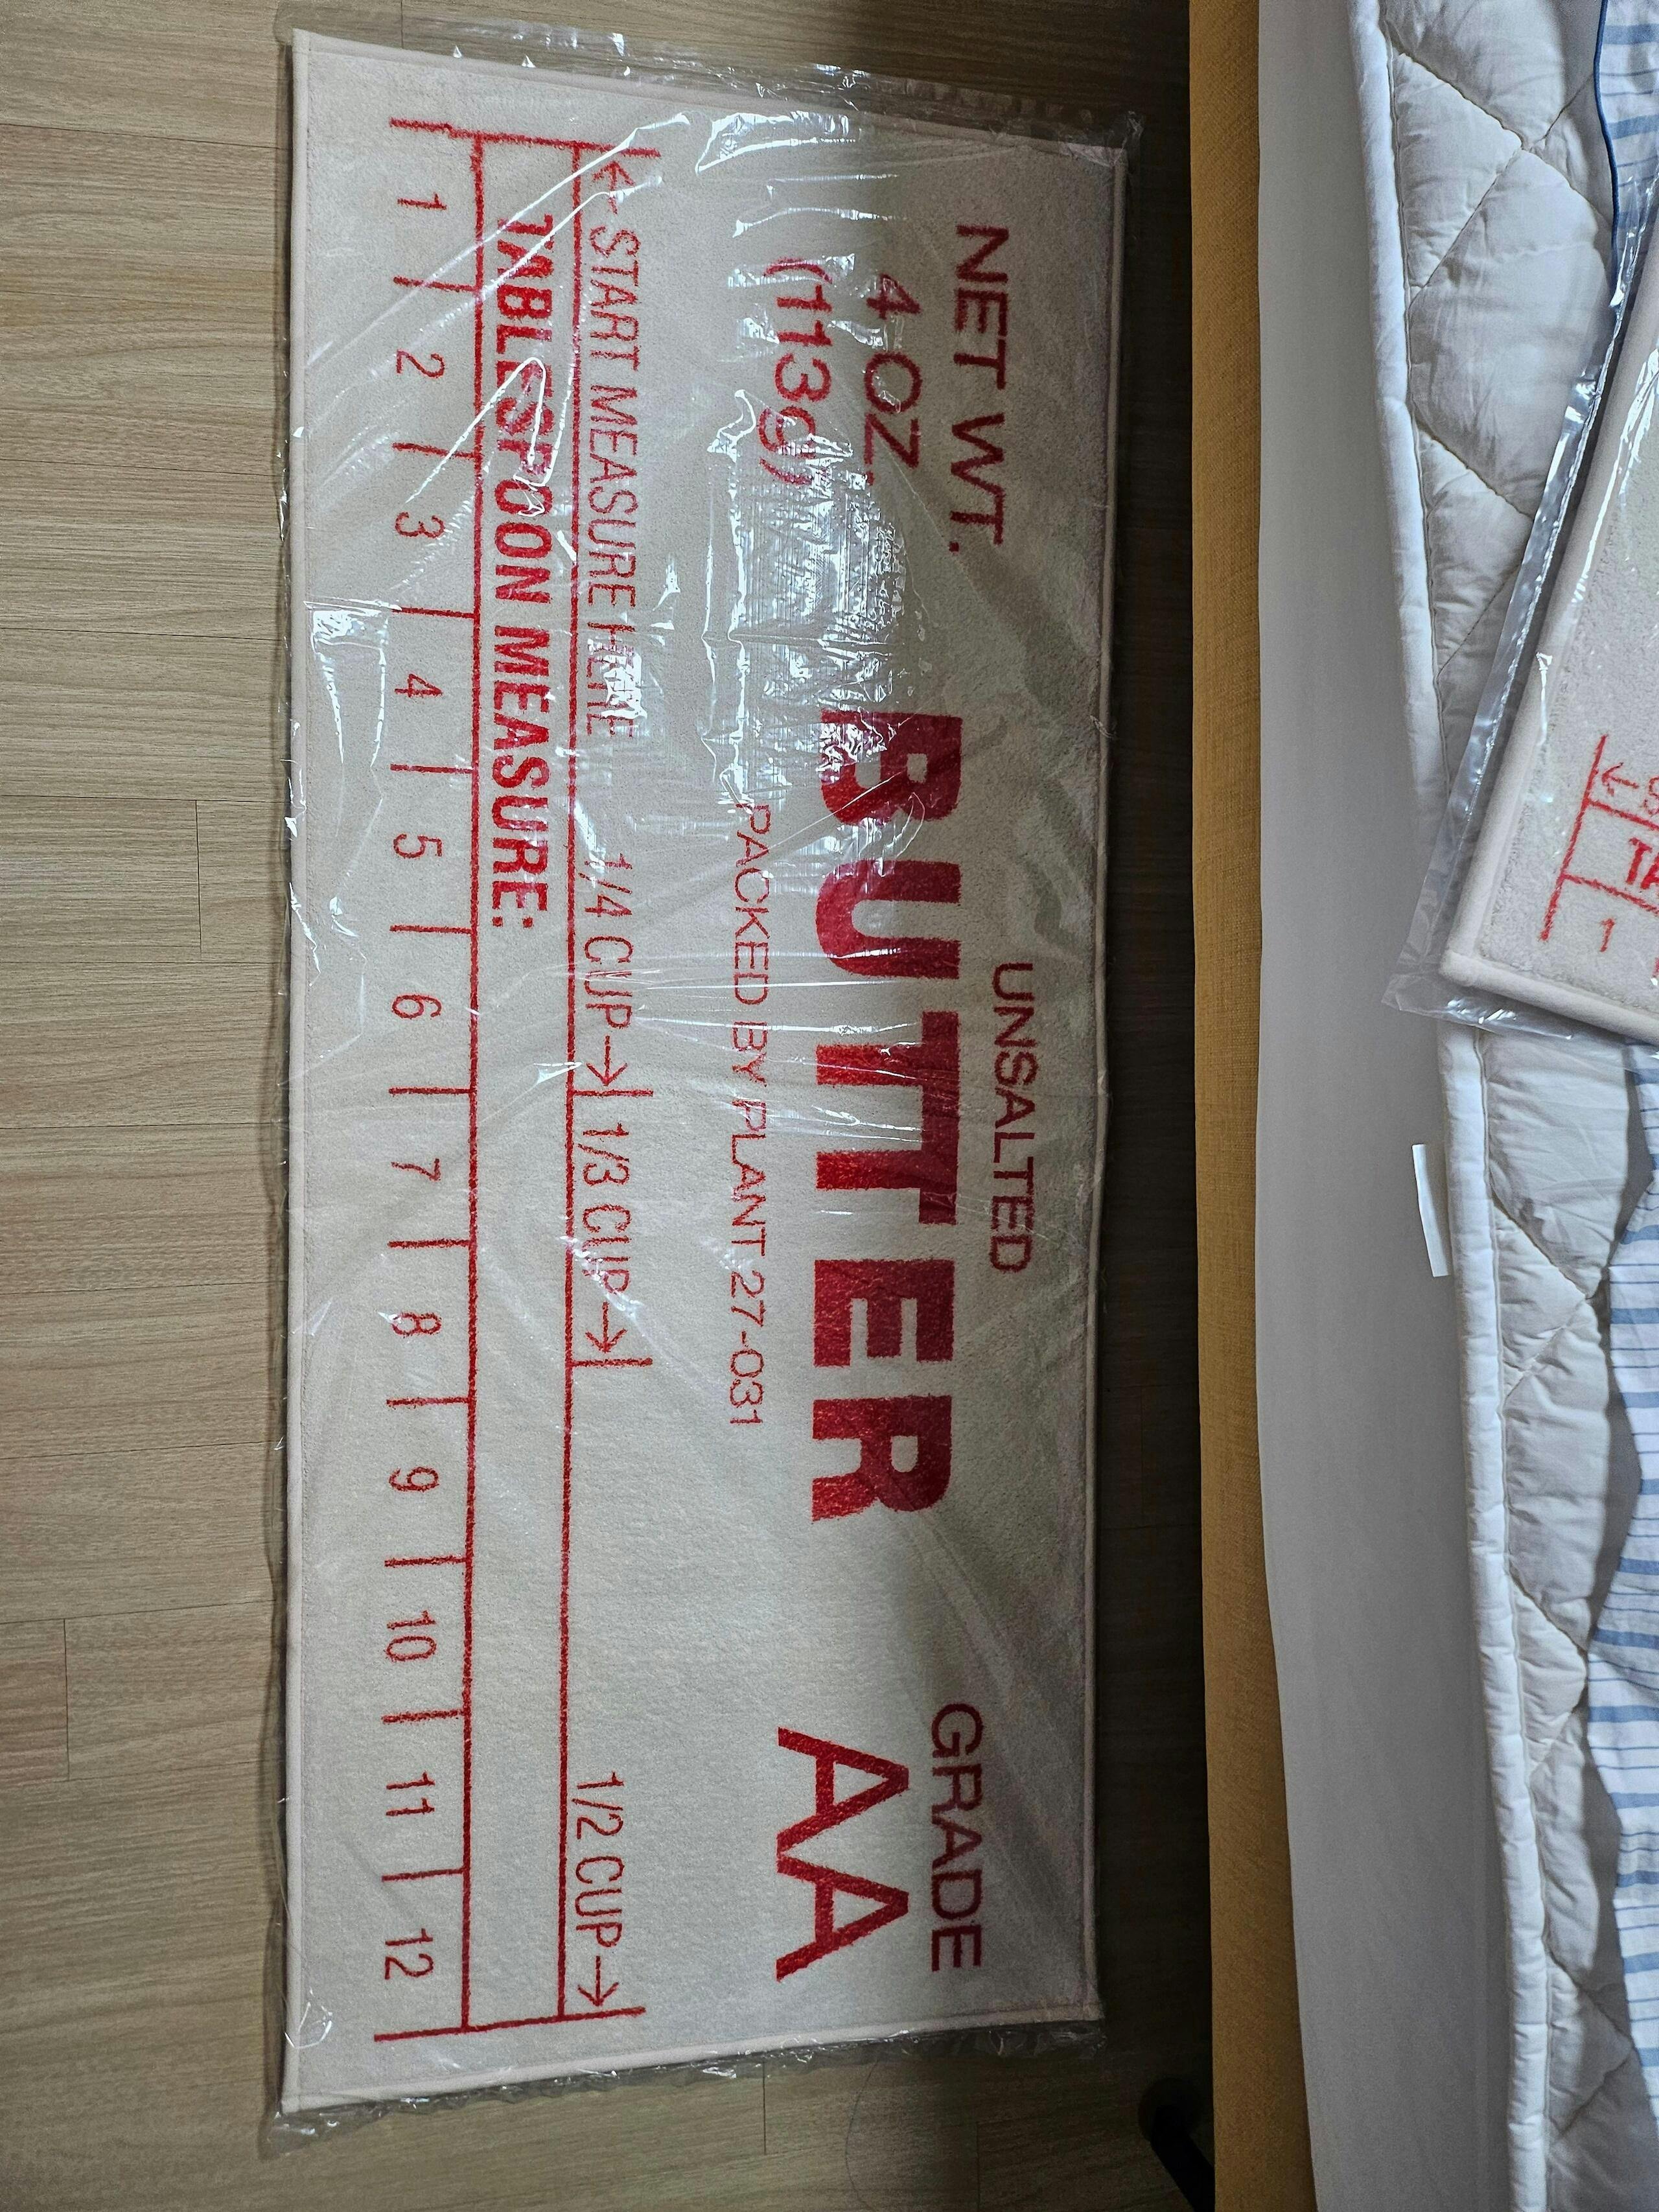 UNSALTED
NET WT.
4 OZ
(113g)
BUTTER
GRADE
AA
PACKED BY PLANT 27-031
←START MEASURE HERE 1/4 CUP→ 1/3 CUP→ 1/2 CUP→
TABLESPOON MEASURE:
1 2 3 4 5 6 7 8 9 10 11 12
←S
TA
1